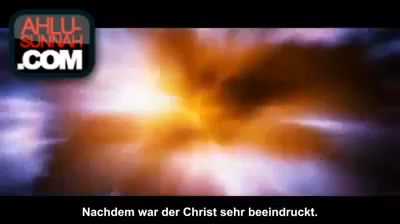 AHLU-
SUNNAH
.COM
Nachdem war der Christ sehr beeindruckt.